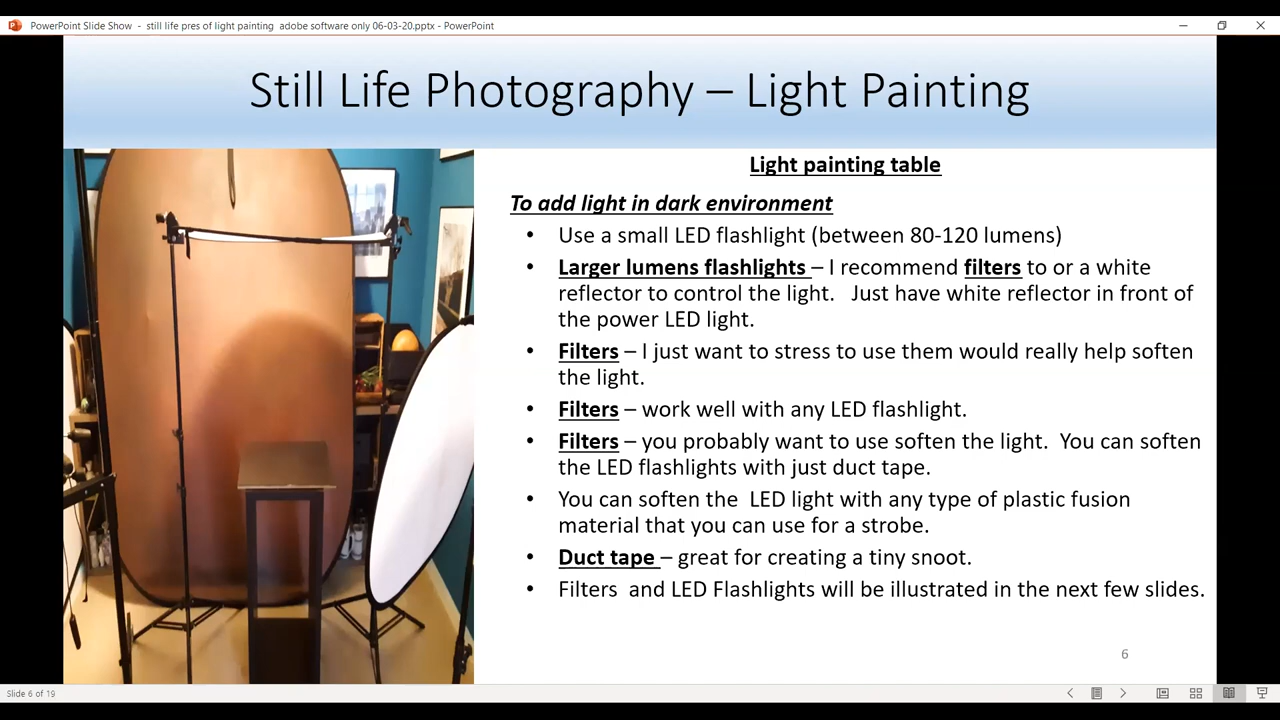 PowerPoint Slide Show - still life pres of light painting adobe software only 06-03-20.pptx - PowerPoint
Still Life Photography – Light Painting
Light painting table
To add light in dark environment
• Use a small LED flashlight (between 80-120 lumens)
• Larger lumens flashlights – I recommend filters to or a white
reflector to control the light. Just have white reflector in front of
the power LED light.
• Filters – I just want to stress to use them would really help soften
the light.
• Filters – work well with any LED flashlight.
• Filters – you probably want to use soften the light. You can soften
the LED flashlights with just duct tape.
• You can soften the LED light with any type of plastic fusion
material that you can use for a strobe.
• Duct tape – great for creating a tiny snoot.
• Filters and LED Flashlights will be illustrated in the next few slides.
6
Slide 6 of 19